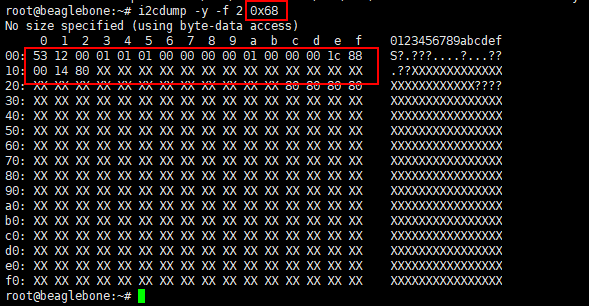 root@beaglebone:~# i2cdump -y -f 2 0x68
No size specified (using byte-data access)
     0  1  2  3  4  5  6  7  8  9  a  b  c  d  e  f    0123456789abcdef
00: 53 12 00 01 01 01 00 00 00 00 01 00 00 00 1c 88    S?.???....?...??
10: 00 14 80 XX XX XX XX XX XX XX XX XX XX XX XX XX    .??XXXXXXXXXXXXX
20: XX XX XX XX XX XX XX XX XX XX XX XX 80 80 80 80    XXXXXXXXXXXX????
30: XX XX XX XX XX XX XX XX XX XX XX XX XX XX XX XX    XXXXXXXXXXXXXXXX
40: XX XX XX XX XX XX XX XX XX XX XX XX XX XX XX XX    XXXXXXXXXXXXXXXX
50: XX XX XX XX XX XX XX XX XX XX XX XX XX XX XX XX    XXXXXXXXXXXXXXXX
60: XX XX XX XX XX XX XX XX XX XX XX XX XX XX XX XX    XXXXXXXXXXXXXXXX
70: XX XX XX XX XX XX XX XX XX XX XX XX XX XX XX XX    XXXXXXXXXXXXXXXX
80: XX XX XX XX XX XX XX XX XX XX XX XX XX XX XX XX    XXXXXXXXXXXXXXXX
90: XX XX XX XX XX XX XX XX XX XX XX XX XX XX XX XX    XXXXXXXXXXXXXXXX
a0: XX XX XX XX XX XX XX XX XX XX XX XX XX XX XX XX    XXXXXXXXXXXXXXXX
b0: XX XX XX XX XX XX XX XX XX XX XX XX XX XX XX XX    XXXXXXXXXXXXXXXX
c0: XX XX XX XX XX XX XX XX XX XX XX XX XX XX XX XX    XXXXXXXXXXXXXXXX
d0: XX XX XX XX XX XX XX XX XX XX XX XX XX XX XX XX    XXXXXXXXXXXXXXXX
e0: XX XX XX XX XX XX XX XX XX XX XX XX XX XX XX XX    XXXXXXXXXXXXXXXX
f0: XX XX XX XX XX XX XX XX XX XX XX XX XX XX XX XX    XXXXXXXXXXXXXXXX
root@beaglebone:~#